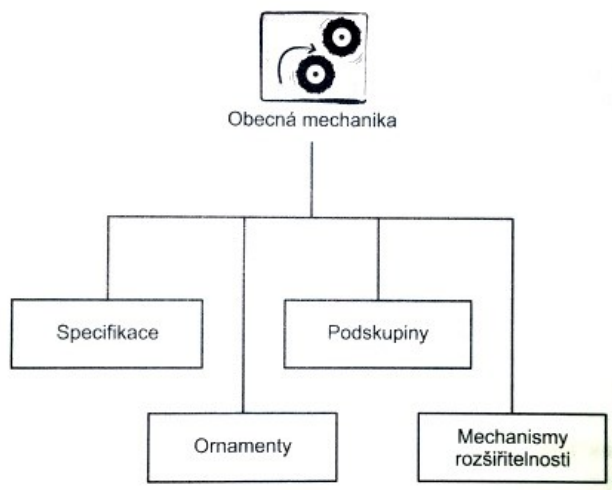 Obecná mechanika
Specifikace
Podskupiny
Ornamenty
Mechanismy
rozšiřitelnosti